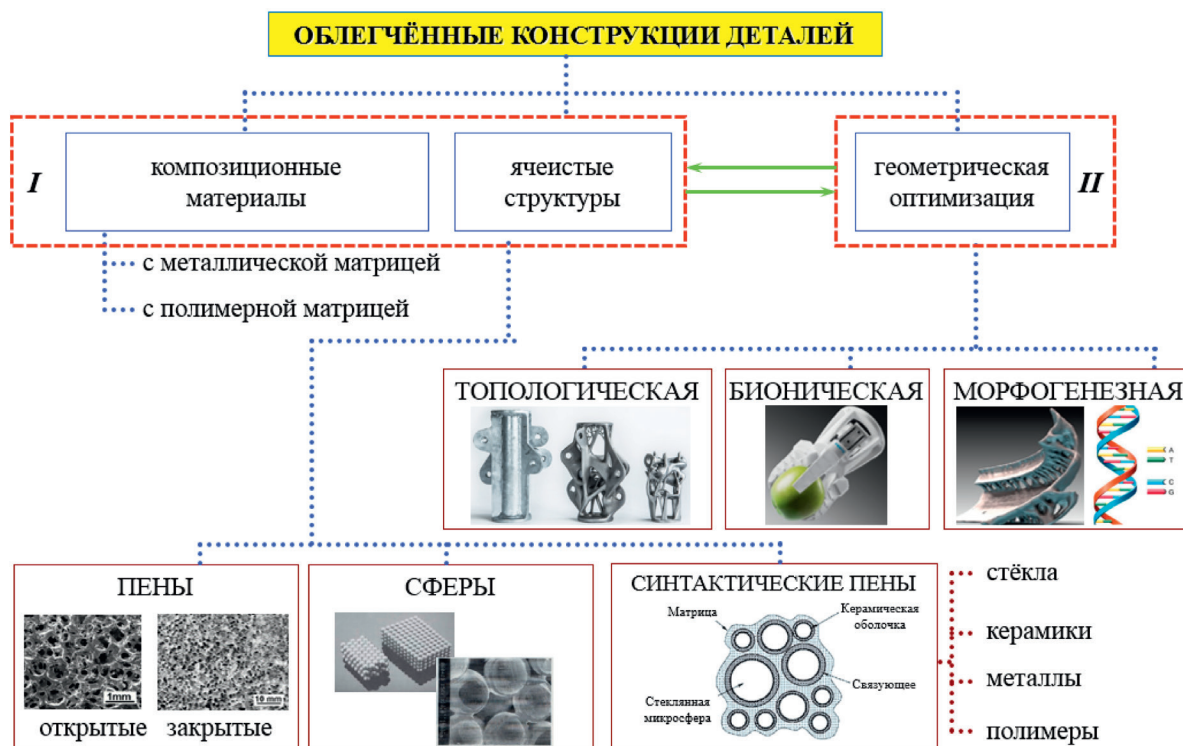 ОБЛЕГЧЁННЫЕ КОНСТРУКЦИИ ДЕТАЛЕЙ
I
композиционные
материалы
ячеистые
структуры
геометрическая
оптимизация
II
с металлической матрицей
с полимерной матрицей
ТОПОЛОГИЧЕСКАЯ
БИОНИЧЕСКАЯ
МОРФОГЕНЕЗНАЯ
A
T
C
G
ПЕНЫ
1mm
10 mm
открытые
закрытые
СФЕРЫ
СИНТАКТИЧЕСКИЕ ПЕНЫ
Матрица
Керамическая
оболочка
Стеклянная
микросфера
Связующее
стёкла
керамики
металлы
полимеры